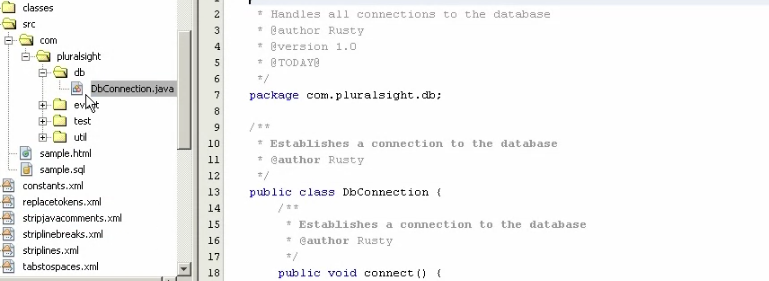 classes
src
com
pluralsight
db
DbConnection.java
event
test
util
sample.html
sample.sql
constants.xml
replacetokens.xml
stripjavacomments.xml
striplinebreaks.xml
striplines.xml
tabstospaces.xml
2 * Handles all connections to the database
3 * @author Rusty
4 * @version 1.0
5 * @TODAY@
6 */
7 package com.pluralsight.db;
8
9 /**
10 * Establishes a connection to the database
11 * @author Rusty
12 */
13 public class DbConnection {
14 /**
15 * Establishes a connection to the database
16 * @author Rusty
17 */
18 public void connect() {